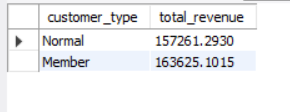 customer_type total_revenue
Normal 157261.2930
Member 163625.1015